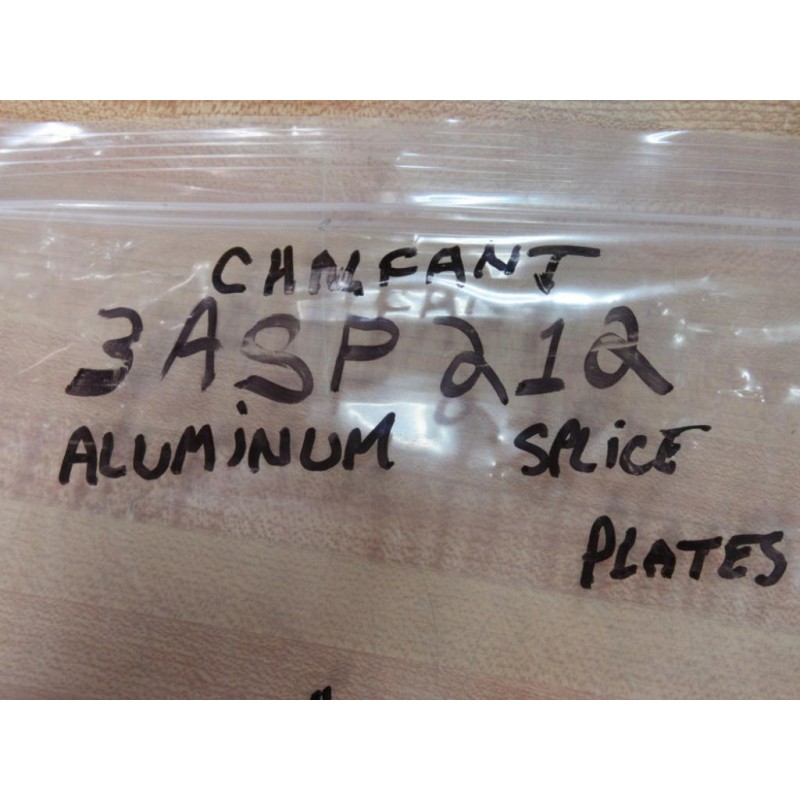 CHALFANT
3ASP212
ALUMiNUM SPLiCE
PLATES